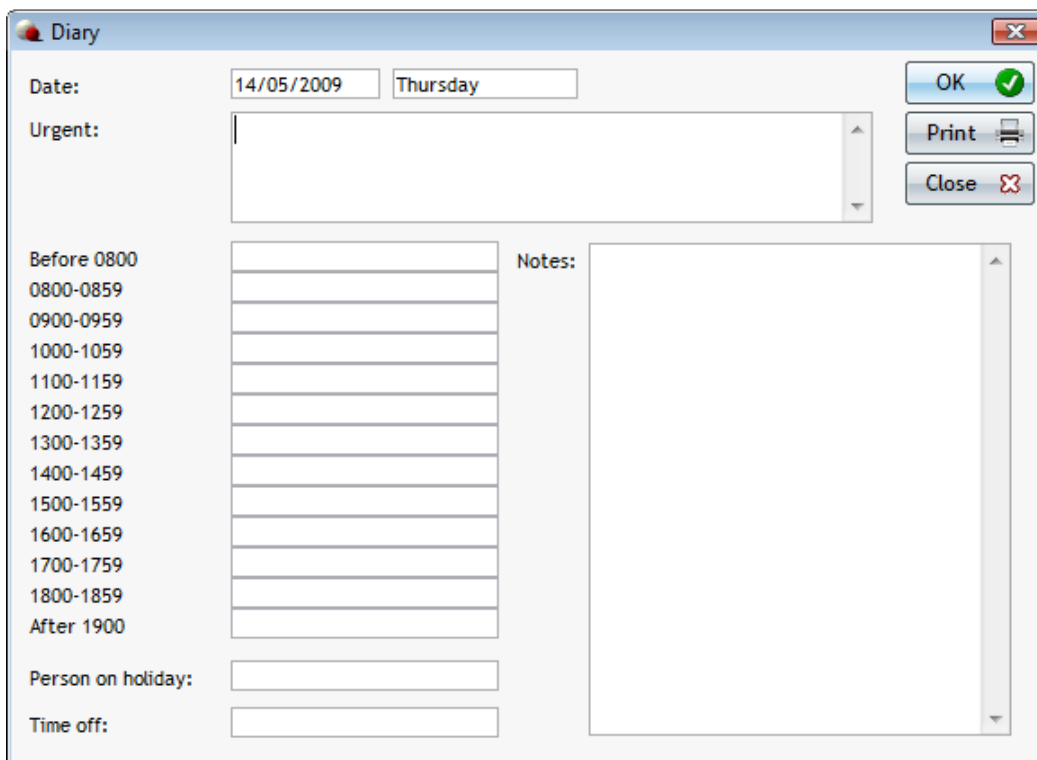 Diary
Date: 14/05/2009 Thursday
OK
Urgent:
Print
Close
Before 0800
Notes:
0800-0859
0900-0959
1000-1059
1100-1159
1200-1259
1300-1359
1400-1459
1500-1559
1600-1659
1700-1759
1800-1859
After 1900
Person on holiday:
Time off: